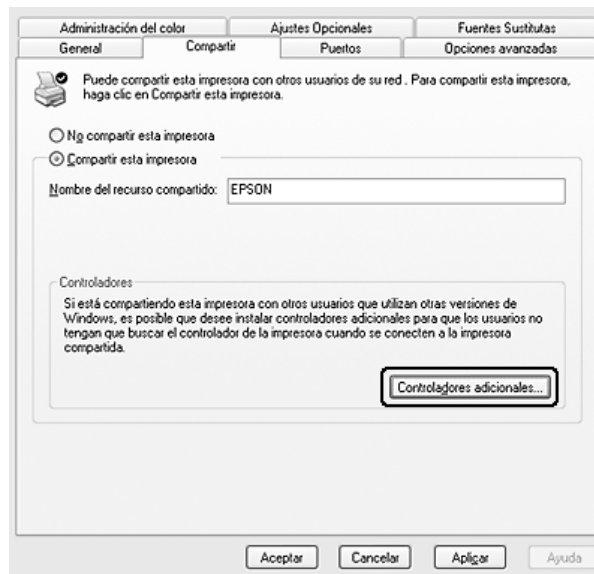 Administración del color Ajustes Opcionales Fuentes Sustitutas
General Compartir Puertos Opciones avanzadas
Puede compartir esta impresora con otros usuarios de su red. Para compartir esta impresora,
haga clic en Compartir esta impresora.
No compartir esta impresora
Compartir esta impresora
Nombre del recurso compartido: EPSON
Controladores
Si está compartiendo esta impresora con otros usuarios que utilizan otras versiones de
Windows, es posible que desee instalar controladores adicionales para que los usuarios no
tengan que buscar el controlador de la impresora cuando se conecten a la impresora
compartida.
Controladores adicionales...
Aceptar Cancelar Aplicar Ayuda